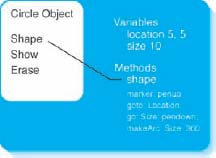 Circle Object
Shape
Show
Erase
Variables
location 5, 5
size 10
Methods
shape
marker: penup
goto: Location
go: Size pendown;
makeArc: Size 360